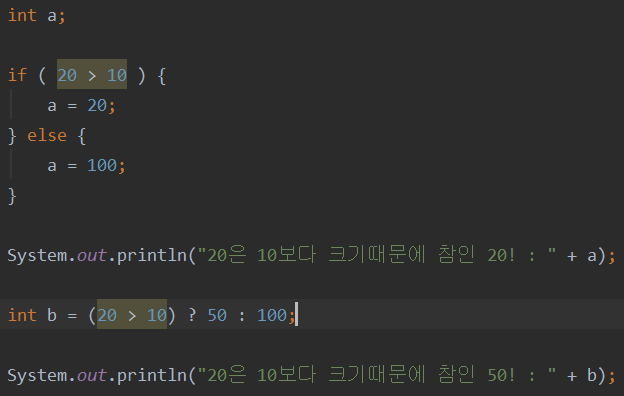 int a;
if ( 20 > 10 ) {
a = 20;
} else {
a = 100;
}
System.out.println("20은 10보다 크기때문에 참인 20! : " + a);
int b = (20 > 10) ? 50 : 100;
System.out.println("20은 10보다 크기때문에 참인 50! : " + b);